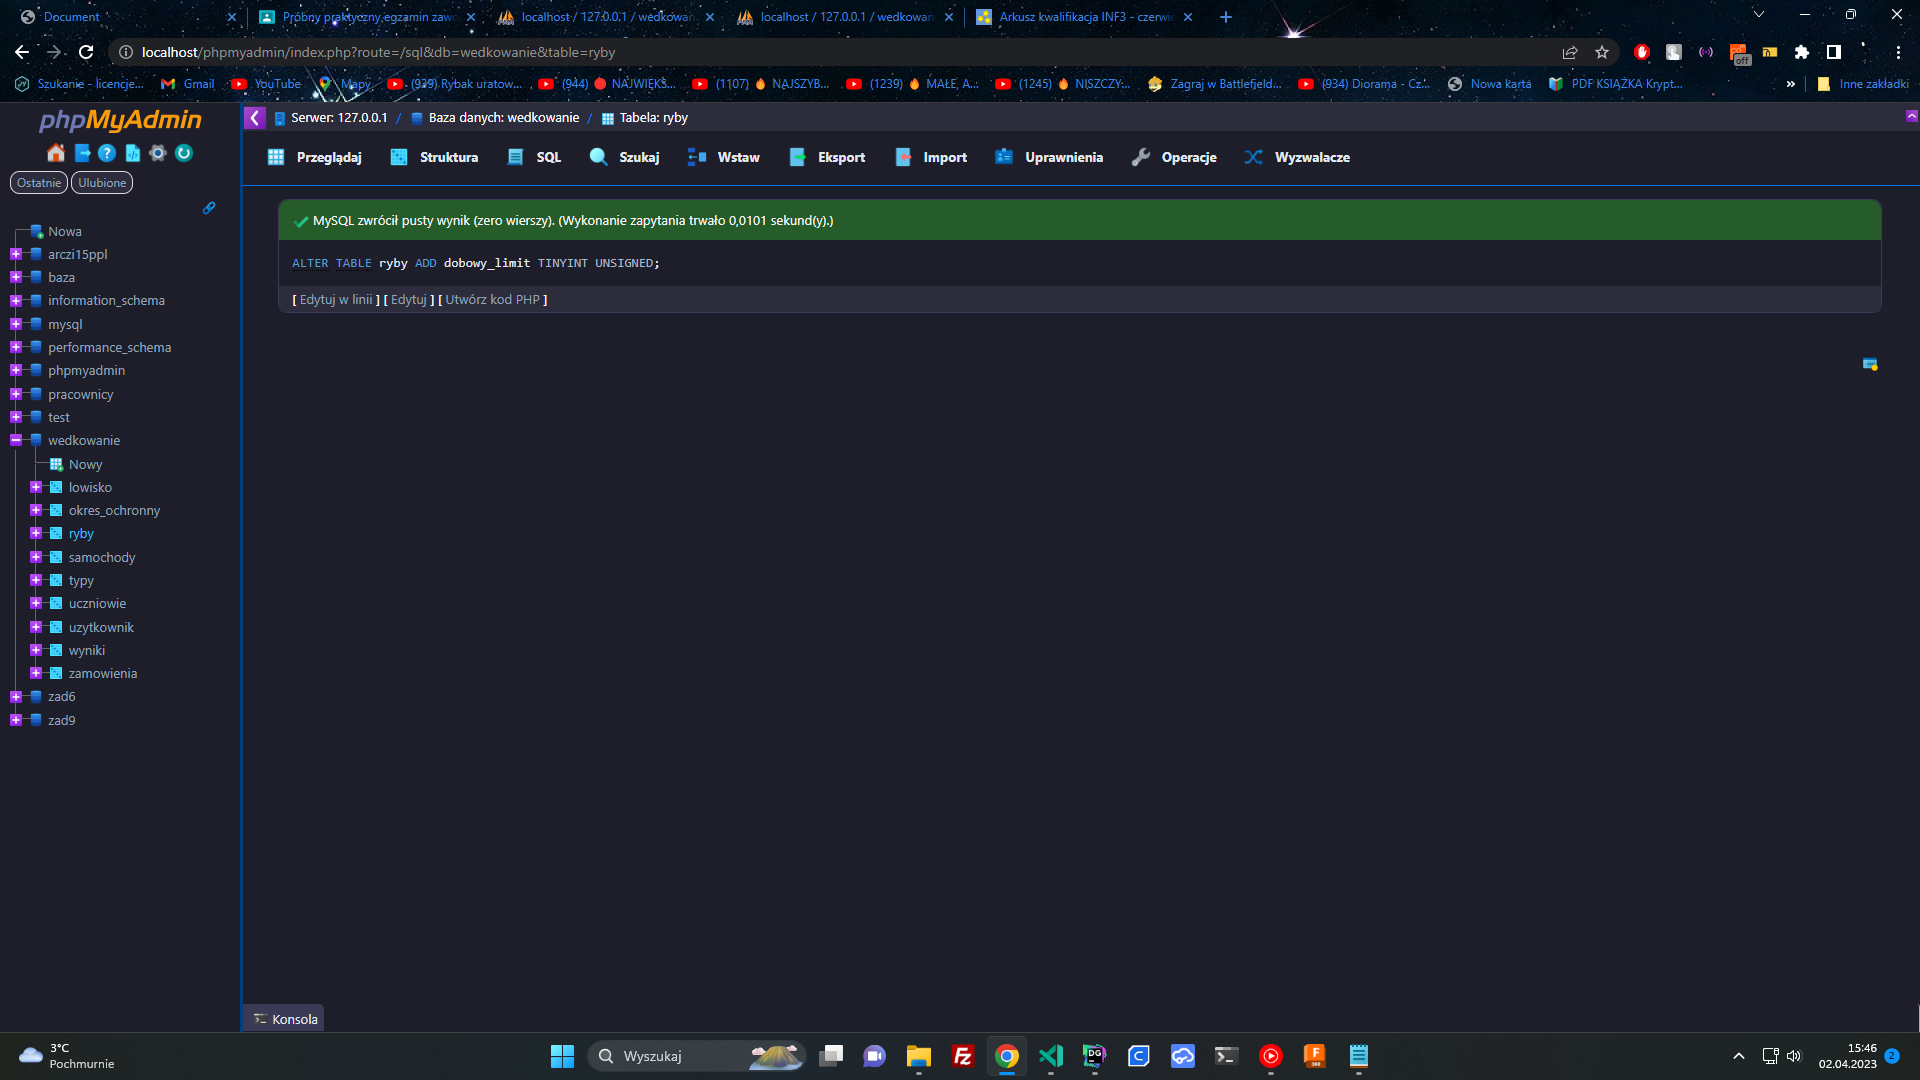 Document
Próbny praktyczny egzamin zawo
localhost / 127.0.0.1 / wedkowan
localhost / 127.0.0.1 / wedkowan
Arkusz kwalifikacja INF3 - czerwie
localhost/phpmyadmin/index.php?route=/sql&db=wedkowanie&table=ryby
off
Szukanie - licencje...
Gmail
YouTube
Mapy
(939) Rybak uratow...
(944) 🔴 NAJWIĘKS...
(1107) 🔥 NAJSZYB...
(1239) 🔥 MAŁE, A...
(1245) 🔥 NISZCZY...
Zagraj w Battlefield...
(934) Diorama - Cz...
Nowa karta
PDF KSIĄŻKA Krypt...
»
Inne zakładki
phpMyAdmin
Ostatnie
Ulubione
Nowa
arczi15ppl
baza
information_schema
mysql
performance_schema
phpmyadmin
pracownicy
test
wedkowanie
Nowy
lowisko
okres_ochronny
ryby
samochody
typy
uczniowie
uzytkownik
wyniki
zamowienia
zad6
zad9
Serwer: 127.0.0.1 / Baza danych: wedkowanie / Tabela: ryby
Przeglądaj
Struktura
SQL
Szukaj
Wstaw
Eksport
Import
Uprawnienia
Operacje
Wyzwalacze
MySQL zwrócił pusty wynik (zero wierszy). (Wykonanie zapytania trwało 0,0101 sekund(y).)
ALTER TABLE ryby ADD dobowy_limit TINYINT UNSIGNED;
[ Edytuj w linii ] [ Edytuj ] [ Utwórz kod PHP ]
Konsola
3°C
Pochmurnie
Wyszukaj
15:46
02.04.2023
2